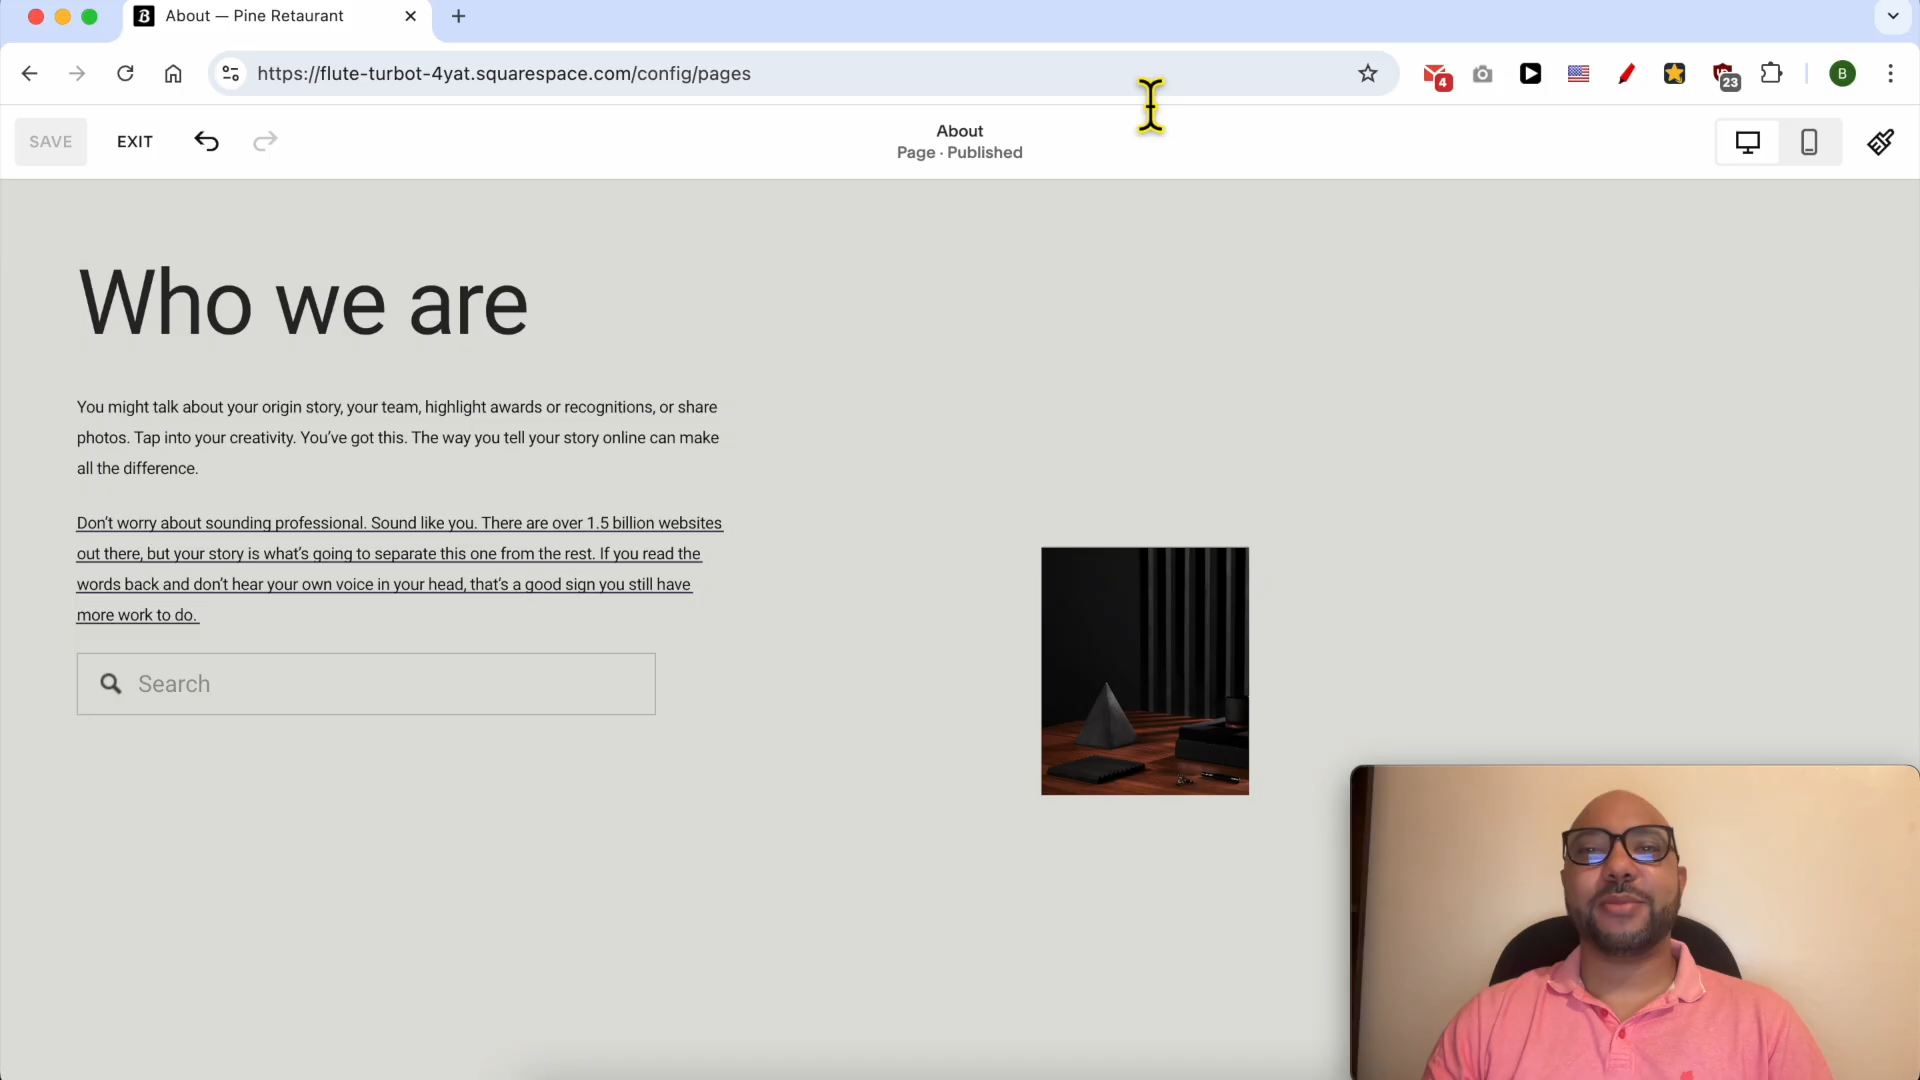 About — Pine Retaurant
https://flute-turbot-4yat.squarespace.com/config/pages
4
23
B
SAVE
EXIT
About
Page · Published
Who we are
You might talk about your origin story, your team, highlight awards or recognitions, or share
photos. Tap into your creativity. You’ve got this. The way you tell your story online can make
all the difference.
Don’t worry about sounding professional. Sound like you. There are over 1.5 billion websites
out there, but your story is what’s going to separate this one from the rest. If you read the
words back and don’t hear your own voice in your head, that’s a good sign you still have
more work to do.
Search